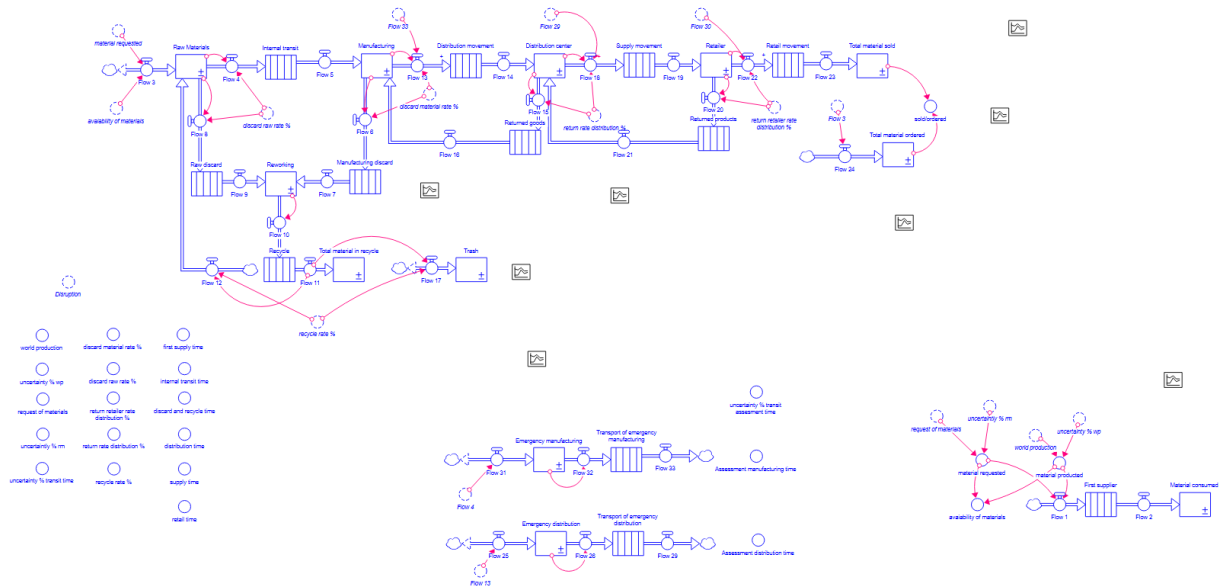 material requested
Flow 3
avaiability of materials
Raw Materials
Flow 4
Flow 8
discard raw rate %
Internal transit
Flow 5
Manufacturing
Flow 33
Flow 13
Flow 6
discard material rate %
Distribution movement
Flow 14
Distribution center
Flow 29
Flow 18
Flow 15
return rate distribution %
Supply movement
Flow 19
Retailer
Flow 30
Flow 22
Flow 20
return retailer rate
distribution %
Retail movement
Flow 23
Total material sold
sold/ordered
Flow 3
Total material ordered
Flow 24
Returned goods
Flow 16
Returned products
Flow 21
Raw discard
Flow 9
Reworking
Flow 7
Manufacturing discard
Flow 10
Recycle
Flow 11
Total material in recycle
Flow 12
Flow 17
Trash
recycle rate %
Disruption
world production
discard material rate %
first supply time
uncertainty % wp
discard raw rate %
internal transit time
request of materials
return retailer rate
distribution %
discard and recycle time
uncertainty % rm
return rate distribution %
distribution time
uncertainty % transit time
recycle rate %
supply time
retail time
uncertainty % transit
assesment time
Emergency manufacturing
Transport of emergency
manufacturing
Flow 31
Flow 32
Flow 33
Flow 4
Assessment manufacturing time
Emergency distribution
Transport of emergency
distribution
Flow 25
Flow 28
Flow 29
Flow 13
Assessment distribution time
request of materials
uncertainty % rm
world production
uncertainty % wp
material requested
material producted
avaiability of materials
Flow 1
First supplier
Flow 2
Material consumed